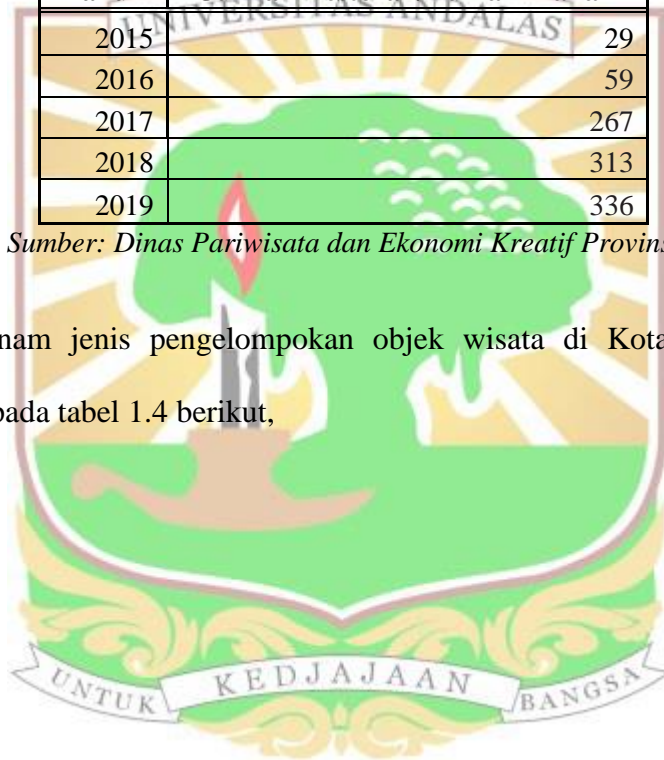 UNIVERSITAS ANDALAS
2015 29
2016 59
2017 267
2018 313
2019 336
Sumber: Dinas Pariwisata dan Ekonomi Kreatif
nam jenis pengelompokan objek wisata di Kota
pada tabel 1.4 berikut,
UNTUK KEDJAJAAN BANGSA